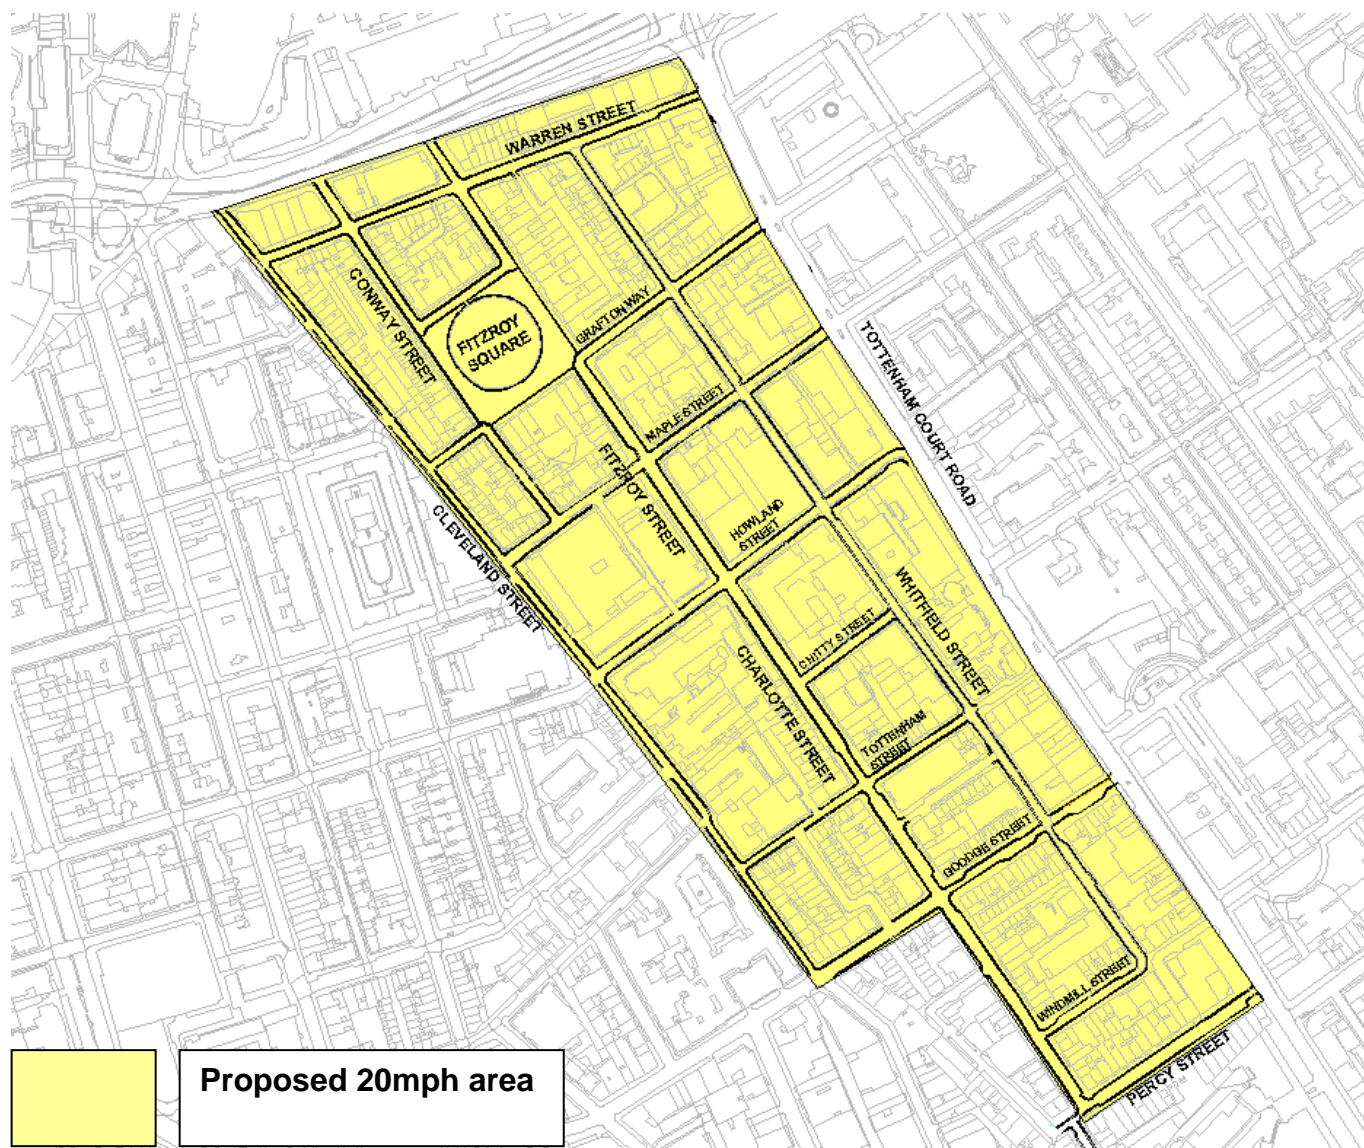 WARREN STREET
CONWAY STREET
FITZROY
SQUARE
GRAFTON WAY
TOTTENHAM COURT ROAD
MAPLE STREET
FITZROY STREET
HOWLAND
STREET
CLEVELAND STREET
WHITFIELD STREET
CHITTY STREET
CHARLOTTE STREET
TOTTENHAM
STREET
GOODGE STREET
WINDMILL STREET
PERCY STREET
Proposed 20mph area